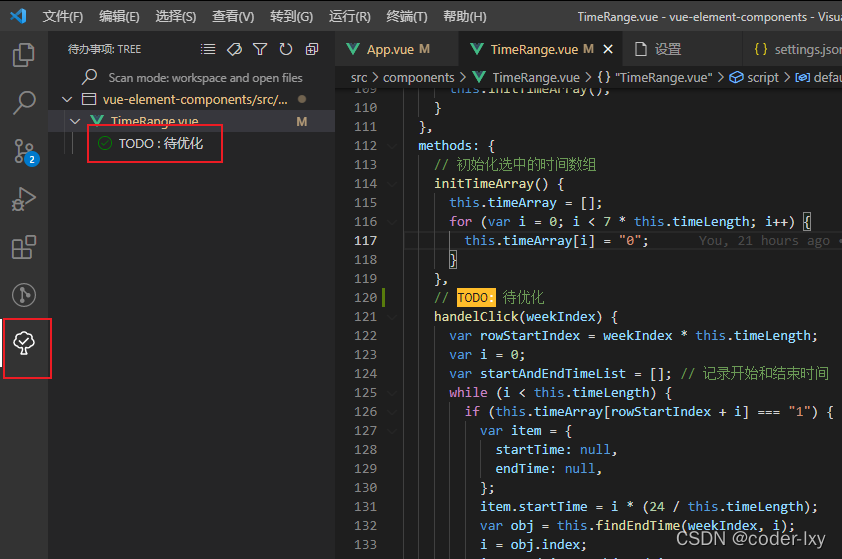 文件(F) 编辑(E) 选择(S) 查看(V) 转到(G) 运行(R) 终端(T) 帮助(H) TimeRange.vue - vue-element-components - Visua
待办事项: TREE
App.vue M TimeRange.vue M 设置 {} settings.json
Scan mode: workspace and open files
src > components > TimeRange.vue > {} "TimeRange.vue" > script > defau
vue-element-components/src/...
TimeRange.vue M
TODO : 待优化
2
109 this.initTimeArray();
110 }
111 },
112 methods: {
113 // 初始化选中的时间数组
114 initTimeArray() {
115 this.timeArray = [];
116 for (var i = 0; i < 7 * this.timeLength; i++) {
117 this.timeArray[i] = "0"; You, 21 hours ago •
118 }
119 },
120 // TODO: 待优化
121 handelClick(weekIndex) {
122 var rowStartIndex = weekIndex * this.timeLength;
123 var i = 0;
124 var startAndEndTimeList = []; // 记录开始和结束时间
125 while (i < this.timeLength) {
126 if (this.timeArray[rowStartIndex + i] === "1") {
127 var item = {
128 startTime: null,
129 endTime: null,
130 };
131 item.startTime = i * (24 / this.timeLength);
132 var obj = this.findEndTime(weekIndex, i);
133 i = obj.index;
CSDN @coder-lxy